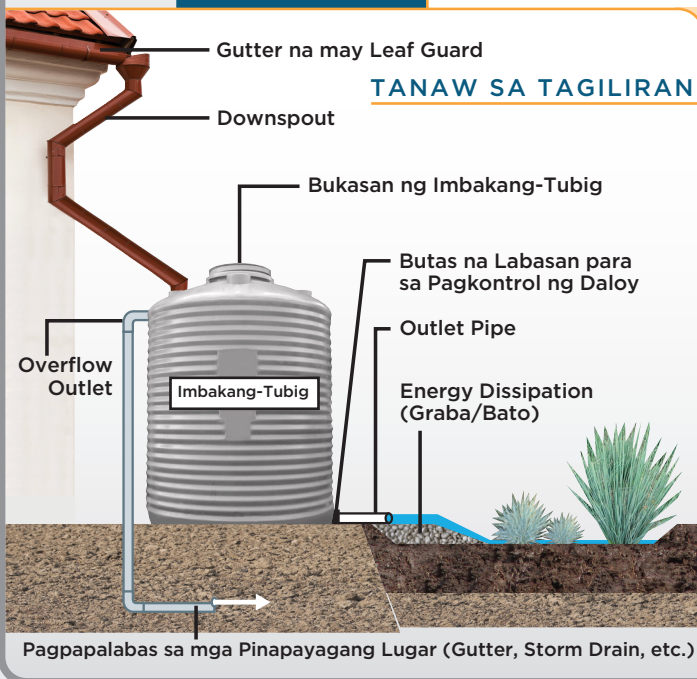 Gutter na may Leaf Guard
TANAW SA TAGILIRAN
Downspout
Bukasan ng Imbakang-Tubig
Butas na Labasan para
sa Pagkontrol ng Daloy
Outlet Pipe
Overflow
Outlet
Imbakang-Tubig
Energy Dissipation
(Graba/Bato)
Pagpapalabas sa mga Pinapayagang Lugar (Gutter, Storm Drain, etc.)